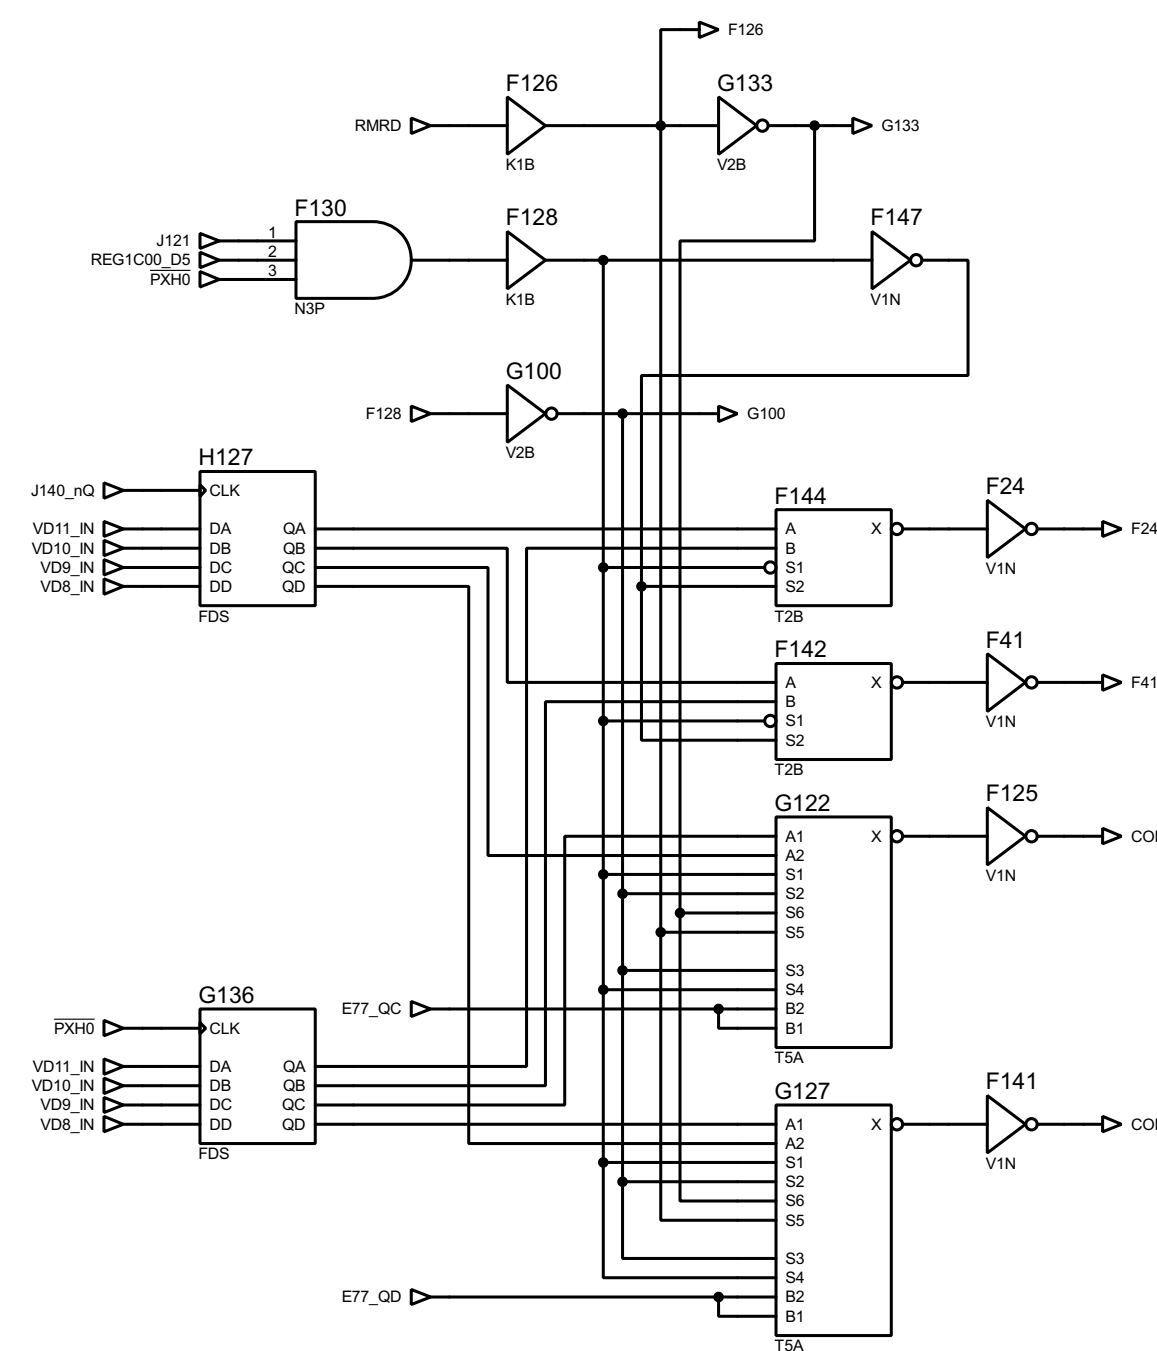 F126
F126
G133
RMRD
G133
K1B
V2B
F130
F128
F147
J121
1
REG1C00_D5
2
PXH0
3
N3P
K1B
V1N
G100
F128
G100
V2B
H127
J140_nQ
CLK
F144
F24
VD11_IN
DA
QA
A
X
F24
VD10_IN
DB
QB
B
VD9_IN
DC
QC
S1
V1N
VD8_IN
DD
QD
S2
FDS
T2B
F142
F41
A
X
F41
B
S1
V1N
S2
T2B
G122
F125
A1
X
COI
A2
S1
V1N
S2
S6
S5
S3
G136
S4
E77_QC
B2
PXH0
CLK
B1
T5A
VD11_IN
DA
QA
G127
F141
VD10_IN
DB
QB
VD9_IN
DC
QC
VD8_IN
DD
QD
A1
X
COI
A2
FDS
S1
V1N
S2
S6
S5
S3
S4
E77_QD
B2
B1
T5A